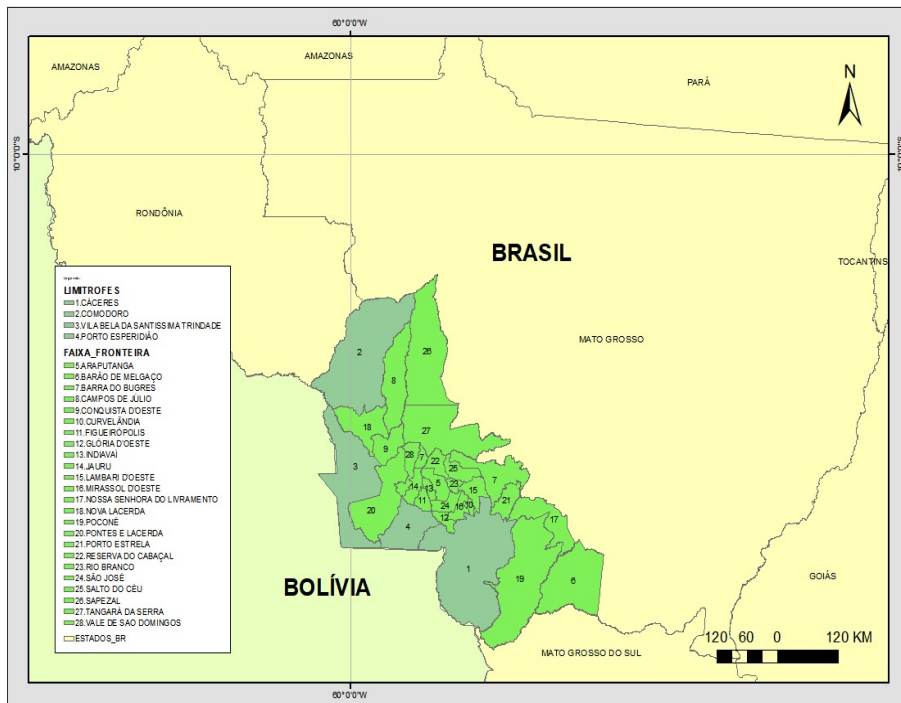 60°0'0"W
AMAZONAS
AMAZONAS
PARÁ
N
10°0'0"S
10°0'0"S
RONDÔNIA
BRASIL
TOCANTINS
MATO GROSSO
LIMITROFES
1.CÁCERES
2.COMODORO
3.VILA BELA DA SANTISSIMA TRINDADE
4.PORTO ESPERIDIÃO
FAIXA_FRONTEIRA
5.ARAPUTANGA
6.BARÃO DE MELGAÇO
7.BARRA DO BUGRES
8.CAMPOS DE JÚLIO
9.CONQUISTA D'OESTE
10.CURVELÂNDIA
11.FIGUEIRÓPOLIS
12.GLÓRIA D'OESTE
13.INDIAVAÍ
14.JAURU
15.LAMBARI D'OESTE
16.MIRASSOL D'OESTE
17.NOSSA SENHORA DO LIVRAMENTO
18.NOVA LACERDA
19.POCONÉ
20.PONTES E LACERDA
21.PORTO ESTRELA
22.RESERVA DO CABAÇAL
23.RIO BRANCO
24.SÃO JOSÉ
25.SALTO DO CÉU
26.SAPEZAL
27.TANGARÁ DA SERRA
28.VALE DE SAO DOMINGOS
ESTADOS_BR
2
26
8
18
27
9
28
7
22
25
3
14
13
5
23
15
7
11
24
16
10
21
20
12
17
4
1
19
6
BOLÍVIA
GOIÁS
MATO GROSSO DO SUL
120 60 0 120 KM
60°0'0"W